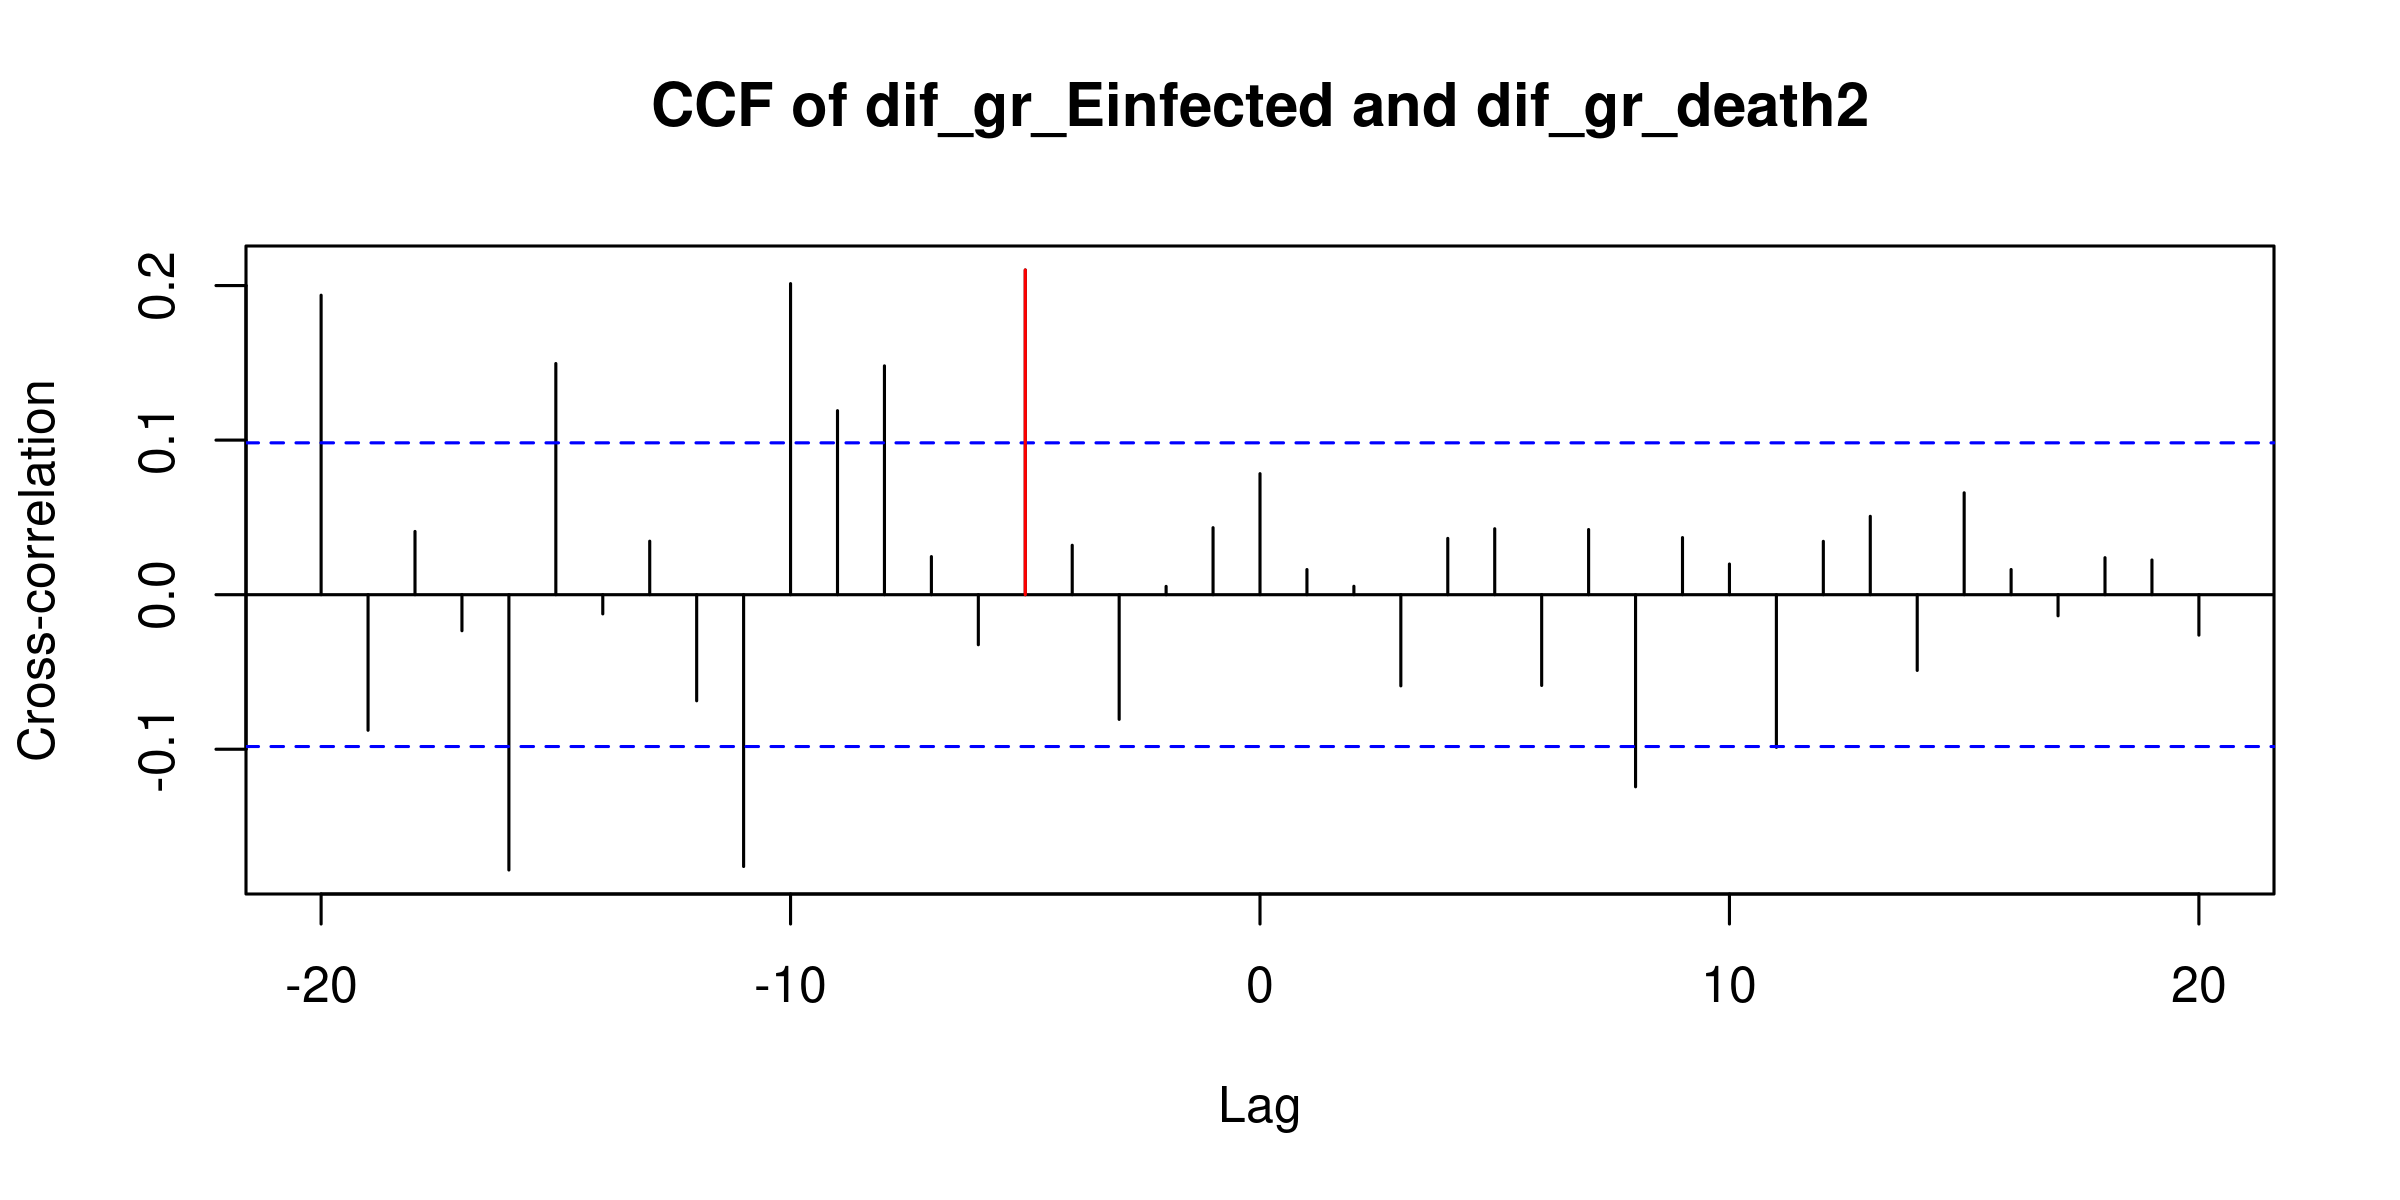 CCF of dif_gr_Einfected and dif_gr_death2
Cross-correlation
0.2
0.1
0.0
-0.1
-20 -10 0 10 20
Lag